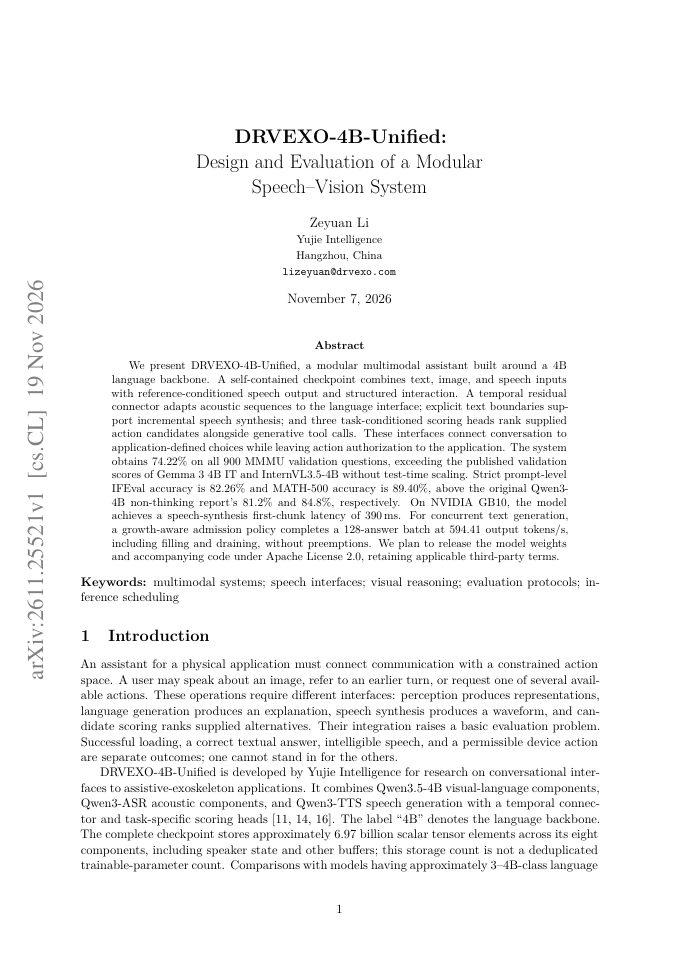 arXiv:2611.25521v1 [cs.CL] 19 Nov 2026
DRVEXO-4B-Unified:
Design and Evaluation of a Modular
Speech–Vision System
Zeyuan Li
Yujie Intelligence
Hangzhou, China
lizeyuan@drvexo.com
November 7, 2026
Abstract
We present DRVEXO-4B-Unified, a modular multimodal assistant built around a 4B
language backbone. A self-contained checkpoint combines text, image, and speech inputs
with reference-conditioned speech output and structured interaction. A temporal residual
connector adapts acoustic sequences to the language interface; explicit text boundaries sup-
port incremental speech synthesis; and three task-conditioned scoring heads rank supplied
action candidates alongside generative tool calls. These interfaces connect conversation to
application-defined choices while leaving action authorization to the application. The system
obtains 74.22% on all 900 MMMU validation questions, exceeding the published validation
scores of Gemma 3 4B IT and InternVL3.5-4B without test-time scaling. Strict prompt-level
IFEval accuracy is 82.26% and MATH-500 accuracy is 89.40%, above the original Qwen3-
4B non-thinking report's 81.2% and 84.8%, respectively. On NVIDIA GB10, the model
achieves a speech-synthesis first-chunk latency of 390 ms. For concurrent text generation,
a growth-aware admission policy completes a 128-answer batch at 594.41 output tokens/s,
including filling and draining, without preemptions. We plan to release the model weights
and accompanying code under Apache License 2.0, retaining applicable third-party terms.
Keywords: multimodal systems; speech interfaces; visual reasoning; evaluation protocols; in-
ference scheduling
1 Introduction
An assistant for a physical application must connect communication with a constrained action
space. A user may speak about an image, refer to an earlier turn, or request one of several avail-
able actions. These operations require different interfaces: perception produces representations,
language generation produces an explanation, speech synthesis produces a waveform, and can-
didate scoring ranks supplied alternatives. Their integration raises a basic evaluation problem.
Successful loading, a correct textual answer, intelligible speech, and a permissible device action
are separate outcomes; one cannot stand in for the others.
DRVEXO-4B-Unified is developed by Yujie Intelligence for research on conversational inter-
faces to assistive-exoskeleton applications. It combines Qwen3.5-4B visual-language components,
Qwen3-ASR acoustic components, and Qwen3-TTS speech generation with a temporal connec-
tor and task-specific scoring heads [11, 14, 16]. The label “4B” denotes the language backbone.
The complete checkpoint stores approximately 6.97 billion scalar tensor elements across its eight
components, including speaker state and other buffers; this storage count is not a deduplicated
trainable-parameter count. Comparisons with models having approximately 3–4B-class language
1